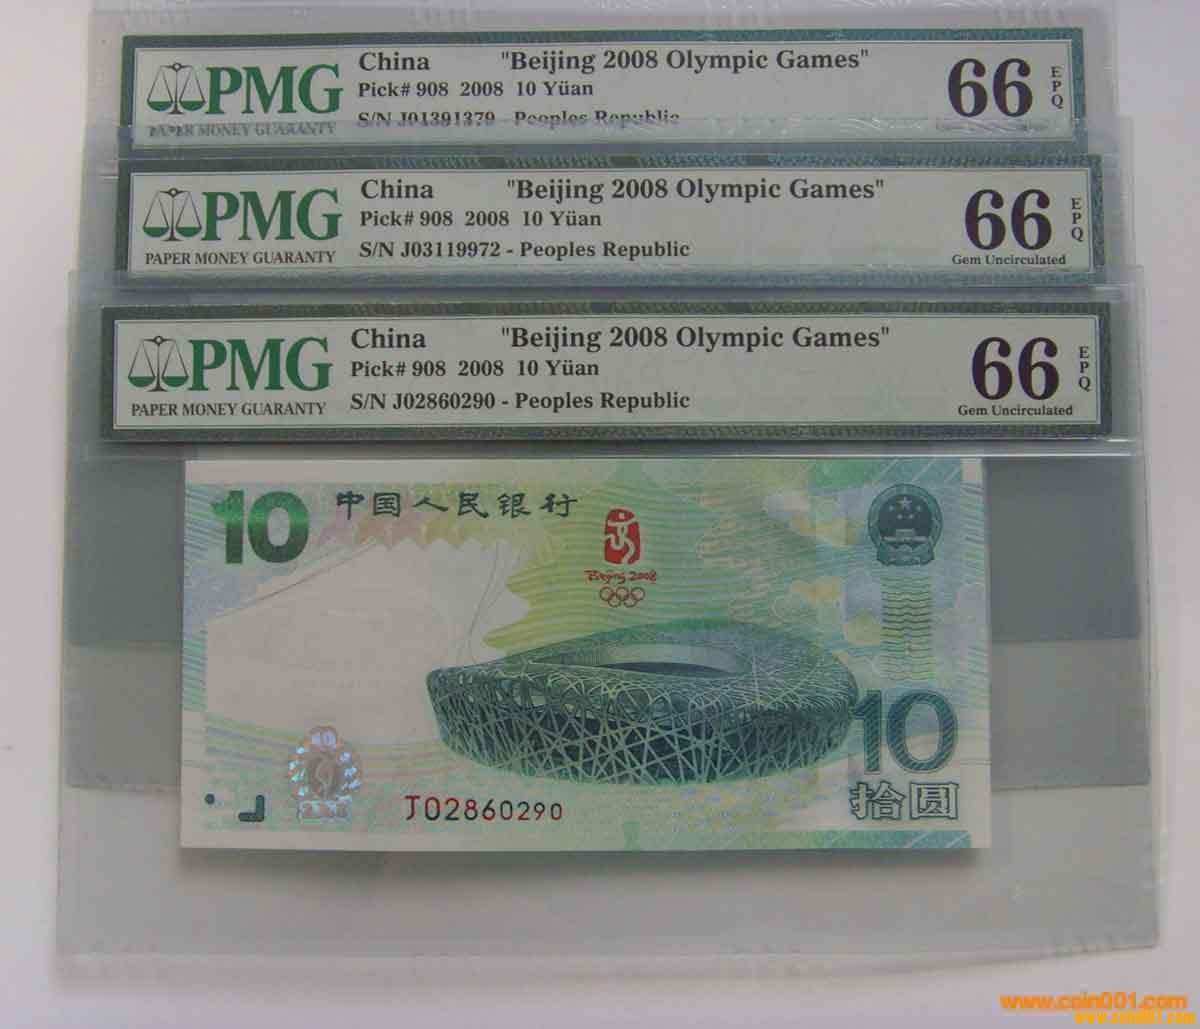 PMG
PAPER MONEY GUARANTY
China "Beijing 2008 Olympic Games"
Pick# 908 2008 10 Yüan
S/N J01391379 - Peoples Republic
66 EPQ
PMG
PAPER MONEY GUARANTY
China "Beijing 2008 Olympic Games"
Pick# 908 2008 10 Yüan
S/N J03119972 - Peoples Republic
66 EPQ
Gem Uncirculated
PMG
PAPER MONEY GUARANTY
China "Beijing 2008 Olympic Games"
Pick# 908 2008 10 Yüan
S/N J02860290 - Peoples Republic
66 EPQ
Gem Uncirculated
10 中国人民银行
Beijing 2008
10
拾圆
10
J02860290
www.coin001.com
www.coin001.com